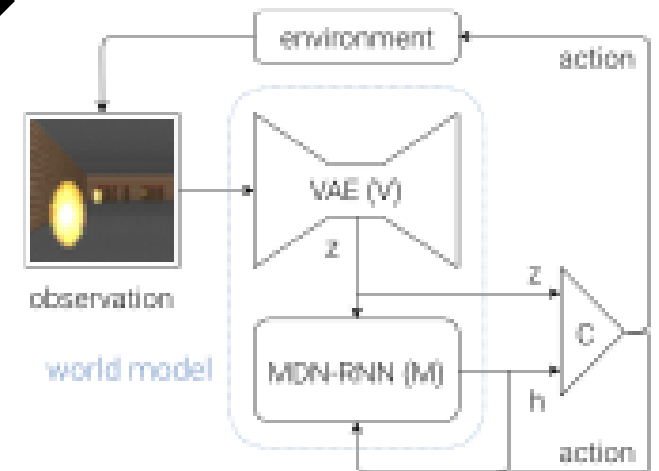 environment
action
VAE (V)
z
z
observation
C
world model
MDN-RNN (M)
h
action